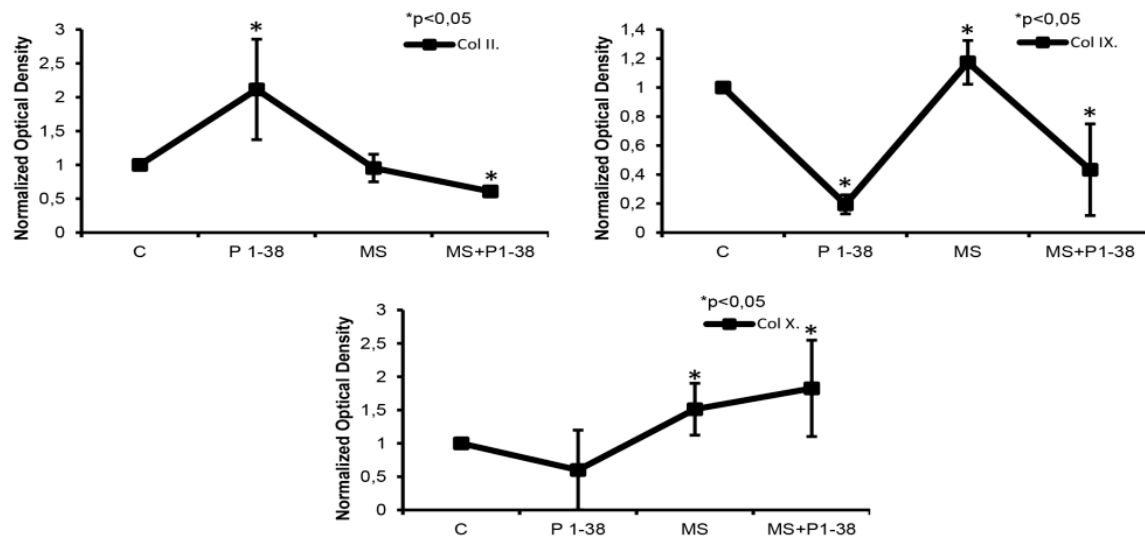 *p<0,05
Col II.
Normalized Optical Density
3
2,5
2
1,5
1
0,5
0
*
*
C P 1-38 MS MS+P1-38
*p<0,05
Col IX.
Normalized Optical Density
1,4
1,2
1
0,8
0,6
0,4
0,2
0
*
*
*
C P 1-38 MS MS+P1-38
*p<0,05
Col X.
Normalized Optical Density
3
2,5
2
1,5
1
0,5
0
*
*
C P 1-38 MS MS+P1-38